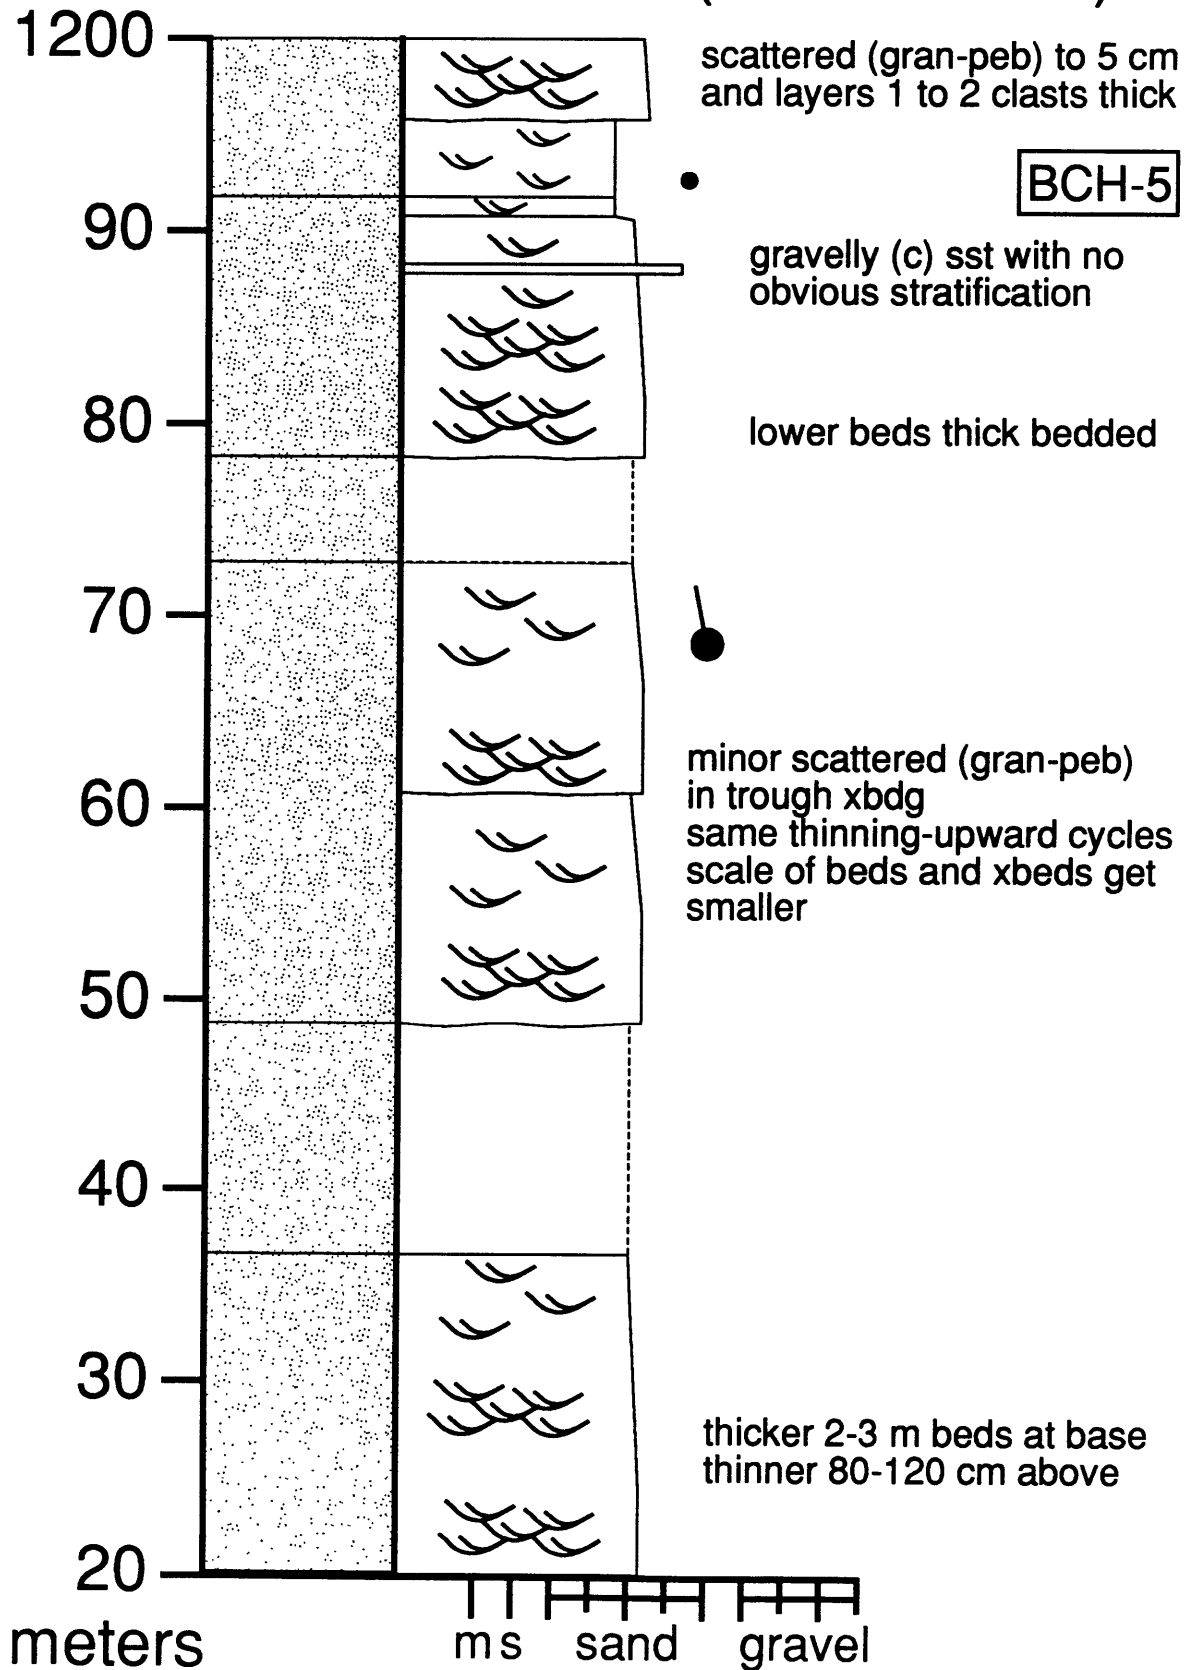 1200
scattered (gran-peb) to 5 cm
and layers 1 to 2 clasts thick
BCH-5
90
gravelly (c) sst with no
obvious stratification
80
lower beds thick bedded
70
minor scattered (gran-peb)
60
in trough xbdg
same thinning-upward cycles
scale of beds and xbeds get
smaller
50
40
30
thicker 2-3 m beds at base
thinner 80-120 cm above
20
meters
m s sand gravel